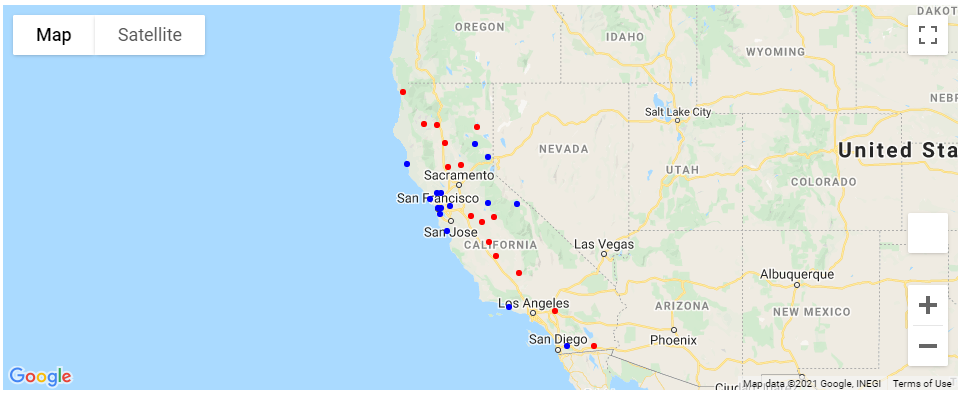 Map
Satellite
OREGON
IDAHO
DAKOT
WYOMING
NEBR
Salt Lake City
NEVADA
United Sta
UTAH
COLORADO
Sacramento
San Francisco
San Jose
CALIFORNIA
Las Vegas
Albuquerque
Los Angeles
ARIZONA
NEW MEXICO
San Diego
Phoenix
Google
Ciudad
Map data ©2021 Google, INEGI
Terms of Use